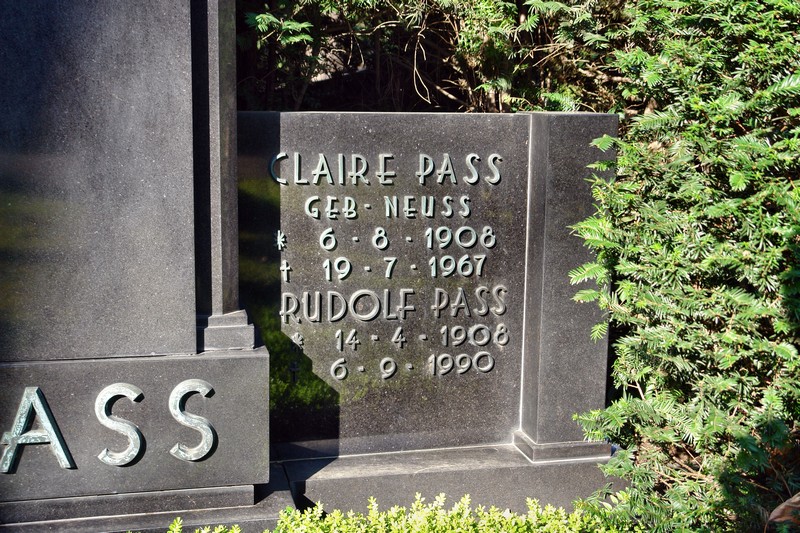 CLAIRE PASS
GEB · NEUSS
* 6 · 8 · 1908
† 19 · 7 · 1967
RUDOLF PASS
* 14 · 4 · 1908
6 · 9 · 1990
ASS